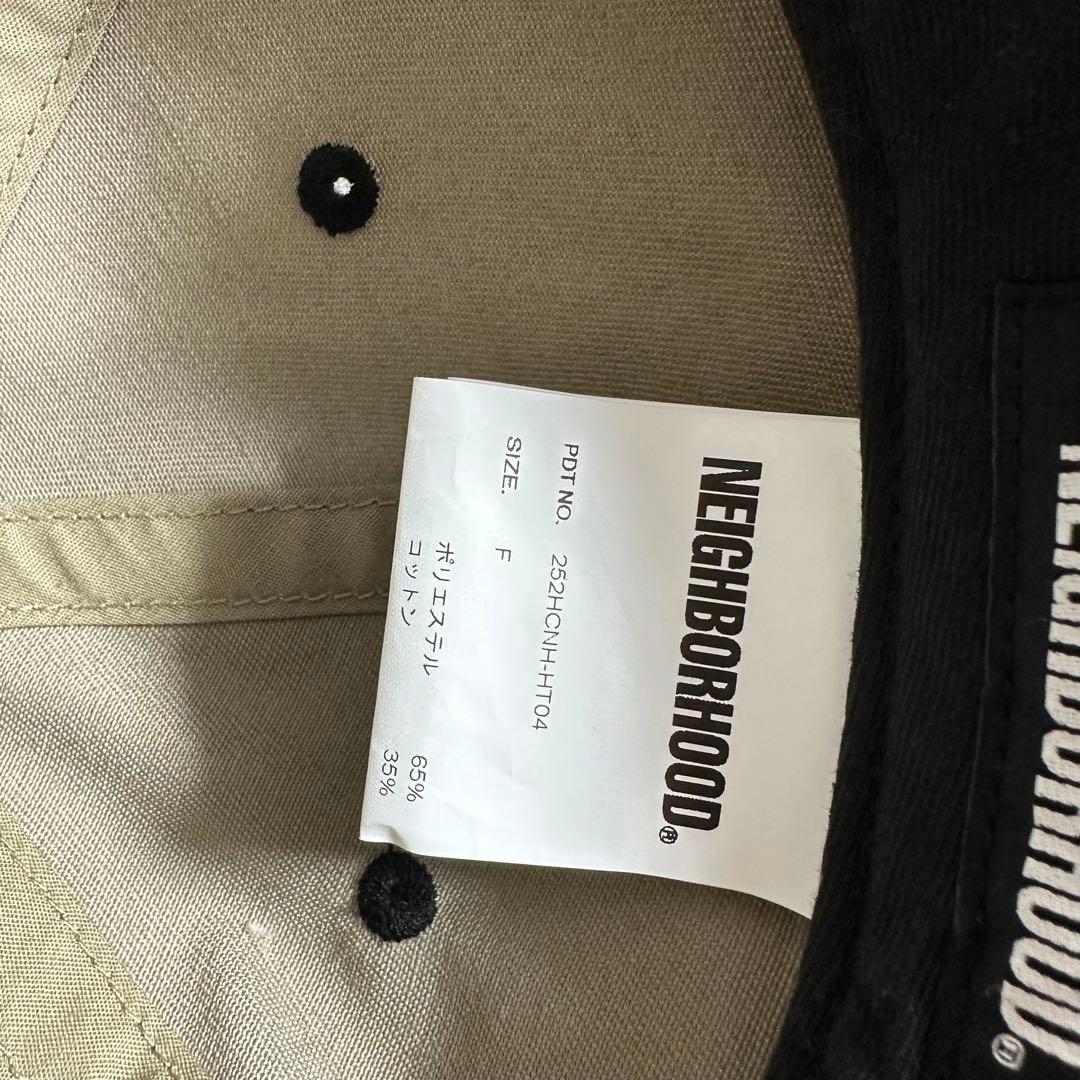 NEIGHBORHOOD®
PDT NO. 252HCNH-HT04
SIZE. F
ポリエステル 65%
コットン 35%
NEIGHBORHOOD®